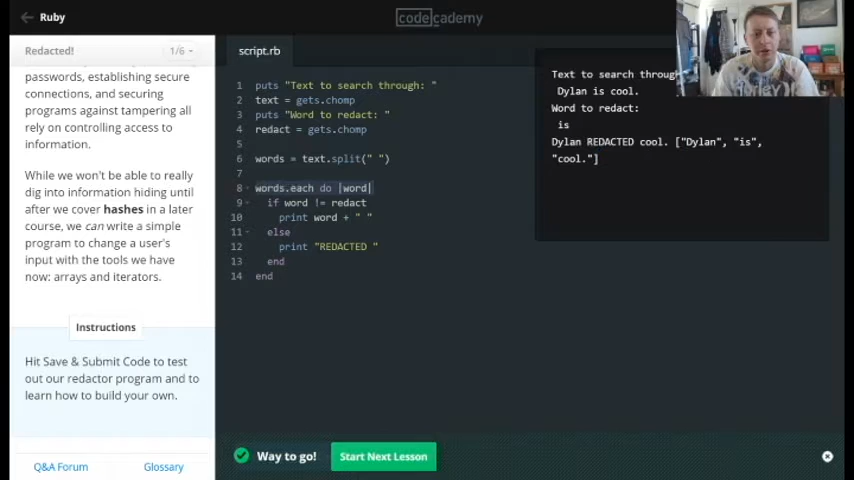 Ruby
codecademy
Redacted!
1/6
passwords, establishing secure
connections, and securing
programs against tampering all
rely on controlling access to
information.
While we won't be able to really
dig into information hiding until
after we cover hashes in a later
course, we can write a simple
program to change a user's
input with the tools we have
now: arrays and iterators.
Instructions
Hit Save & Submit Code to test
out our redactor program and to
learn how to build your own.
Q&A Forum
Glossary
script.rb
1 puts "Text to search through: "
2 text = gets.chomp
3 puts "Word to redact: "
4 redact = gets.chomp
5
6 words = text.split(" ")
7
8 words.each do |word|
9 if word != redact
10 print word + " "
11 else
12 print "REDACTED "
13 end
14 end
Text to search throug
Dylan is cool.
Word to redact:
is
Dylan REDACTED cool. ["Dylan", "is",
"cool."]
Way to go!
Start Next Lesson